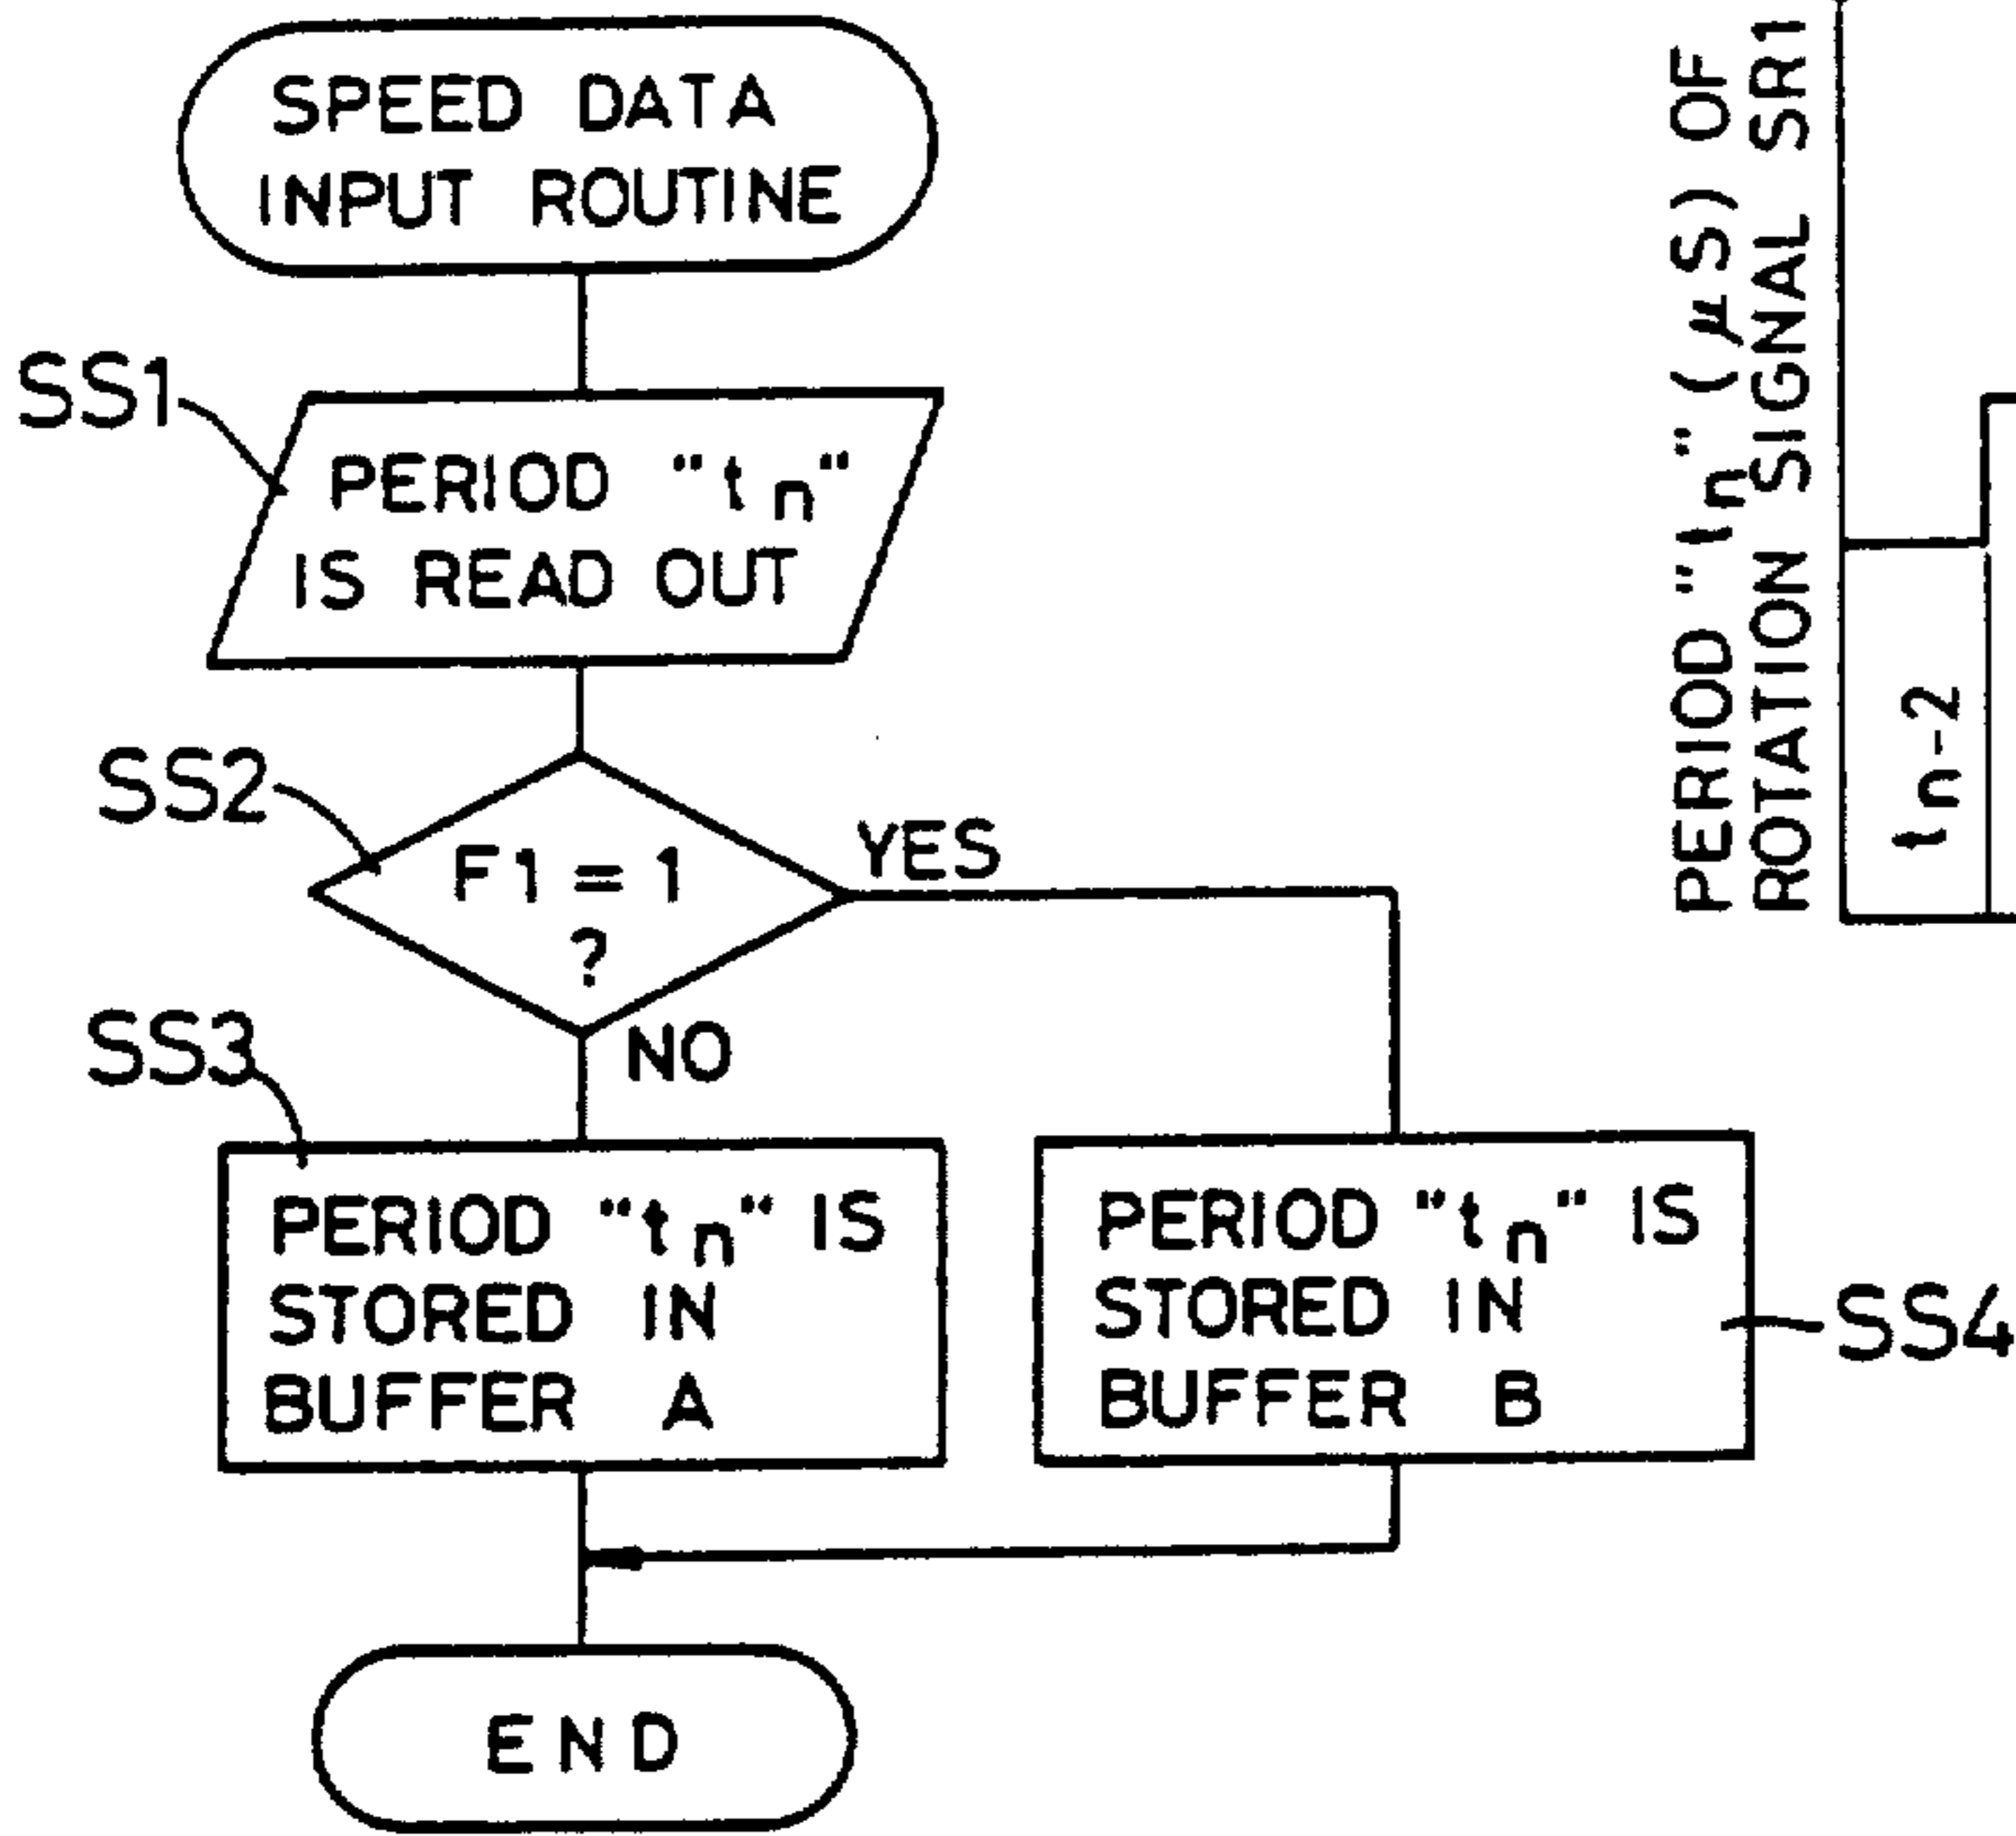 SPEED DATA
INPUT ROUTINE
SS1
PERIOD "tn"
IS READ OUT
SS2
F1 = 1
?
YES
NO
SS3
PERIOD "tn" IS
STORED IN
BUFFER A
PERIOD "tn" IS
STORED IN
BUFFER B
SS4
END
PERIOD "tn" (μS) OF
ROTATION SIGNAL SR1
tn-2